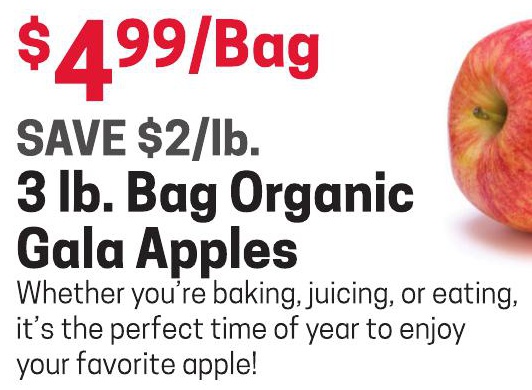 $4 99/Bag
SAVE $2/lb.
3 lb. Bag Organic
Gala Apples
Whether you're baking, juicing, or eating,
it's the perfect time of year to enjoy
your favorite apple!